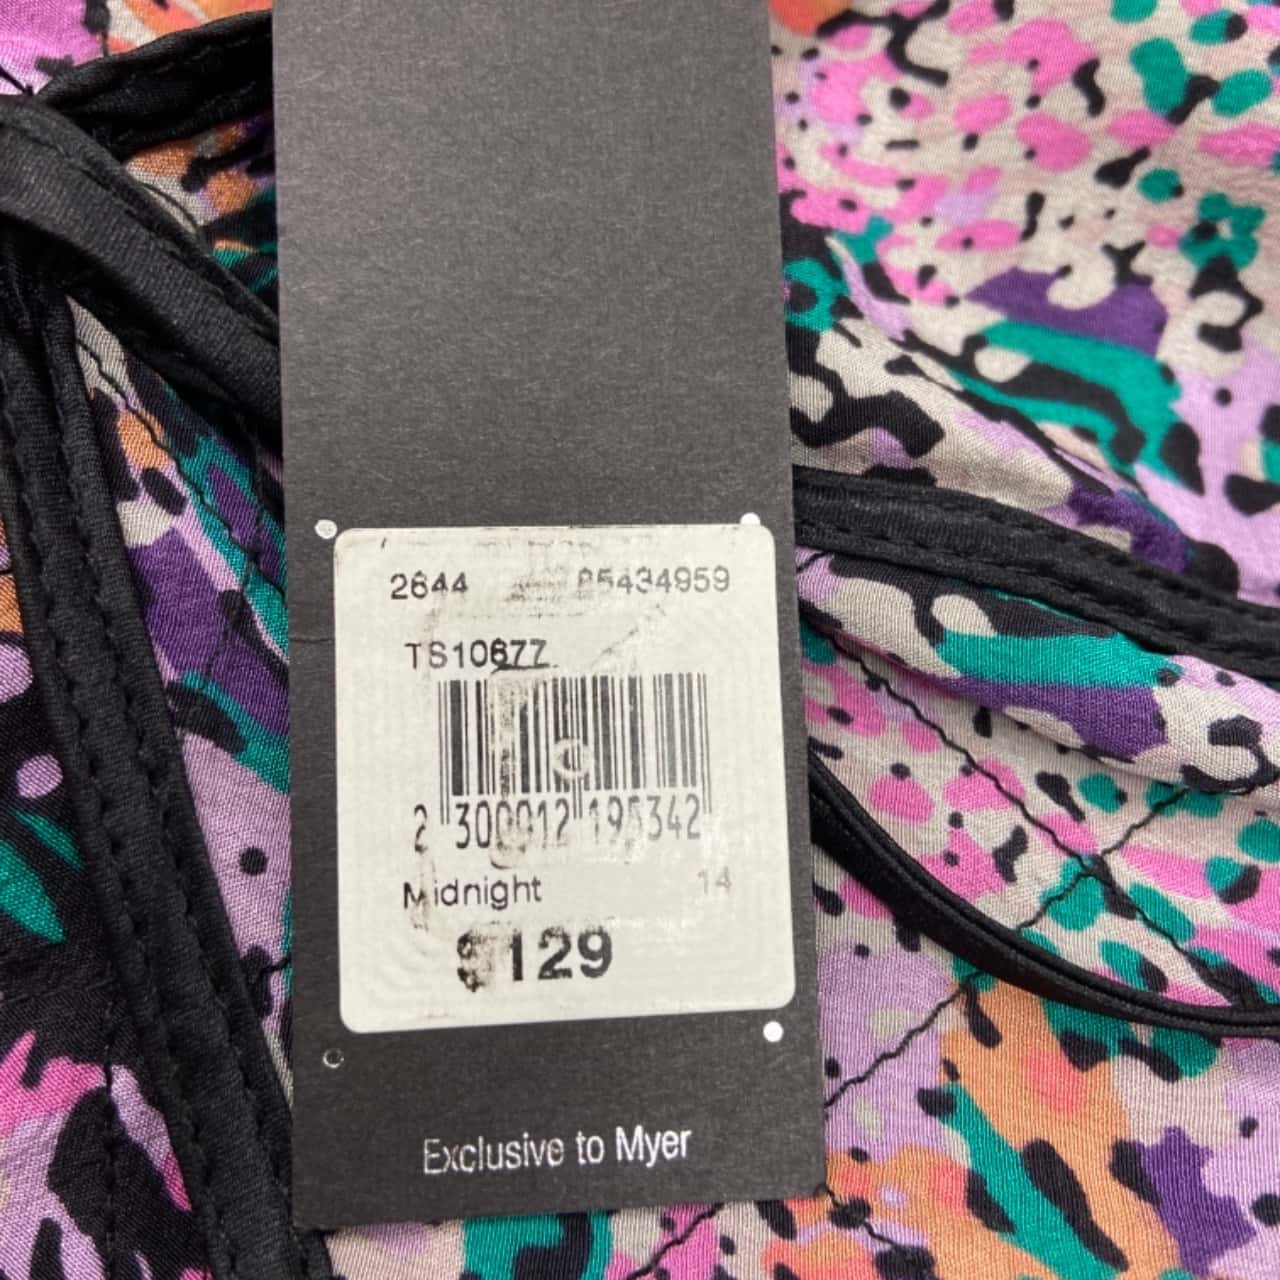 2644 85434959
TS10677
2 300012 195342
Midnight 14
$129
Exclusive to Myer